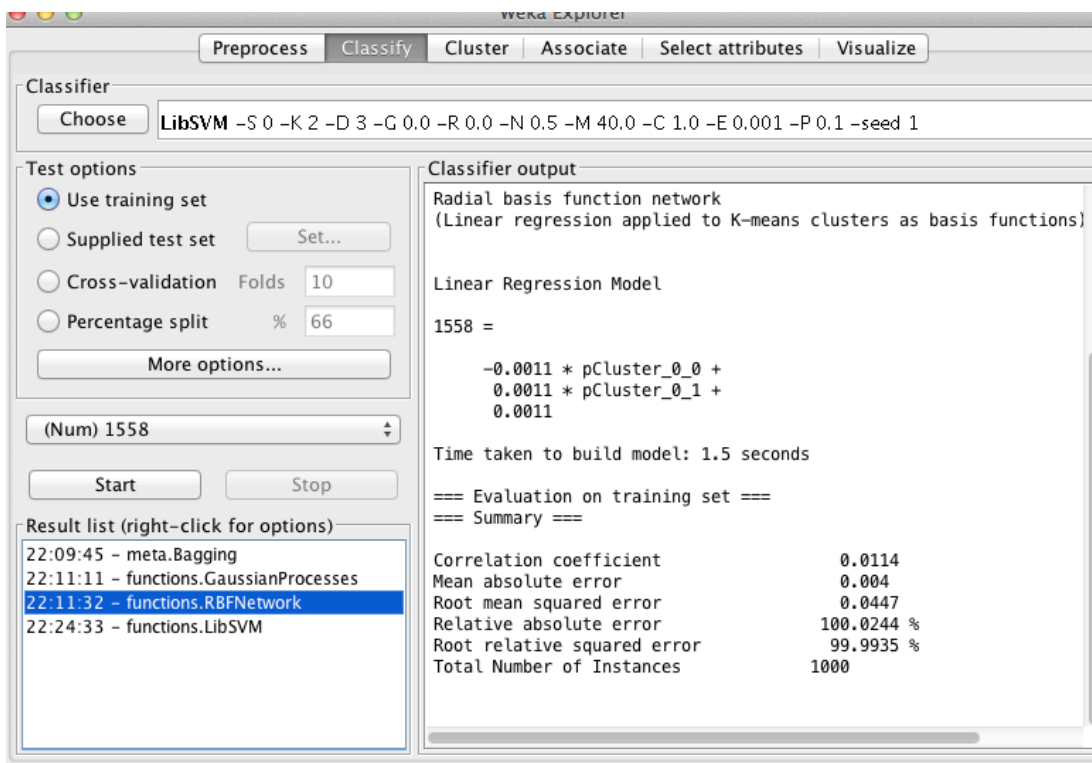 Weka Explorer
Preprocess Classify Cluster Associate Select attributes Visualize
Classifier
Choose LibSVM -S 0 -K 2 -D 3 -G 0.0 -R 0.0 -N 0.5 -M 40.0 -C 1.0 -E 0.001 -P 0.1 -seed 1
Test options
Use training set
Supplied test set Set...
Cross-validation Folds 10
Percentage split % 66
More options...
(Num) 1558
Start Stop
Result list (right-click for options)
22:09:45 - meta.Bagging
22:11:11 - functions.GaussianProcesses
22:11:32 - functions.RBFNetwork
22:24:33 - functions.LibSVM
Classifier output
Radial basis function network
(Linear regression applied to K-means clusters as basis functions)
Linear Regression Model
1558 =
-0.0011 * pCluster_0_0 +
0.0011 * pCluster_0_1 +
0.0011
Time taken to build model: 1.5 seconds
=== Evaluation on training set ===
=== Summary ===
Correlation coefficient 0.0114
Mean absolute error 0.004
Root mean squared error 0.0447
Relative absolute error 100.0244 %
Root relative squared error 99.9935 %
Total Number of Instances 1000